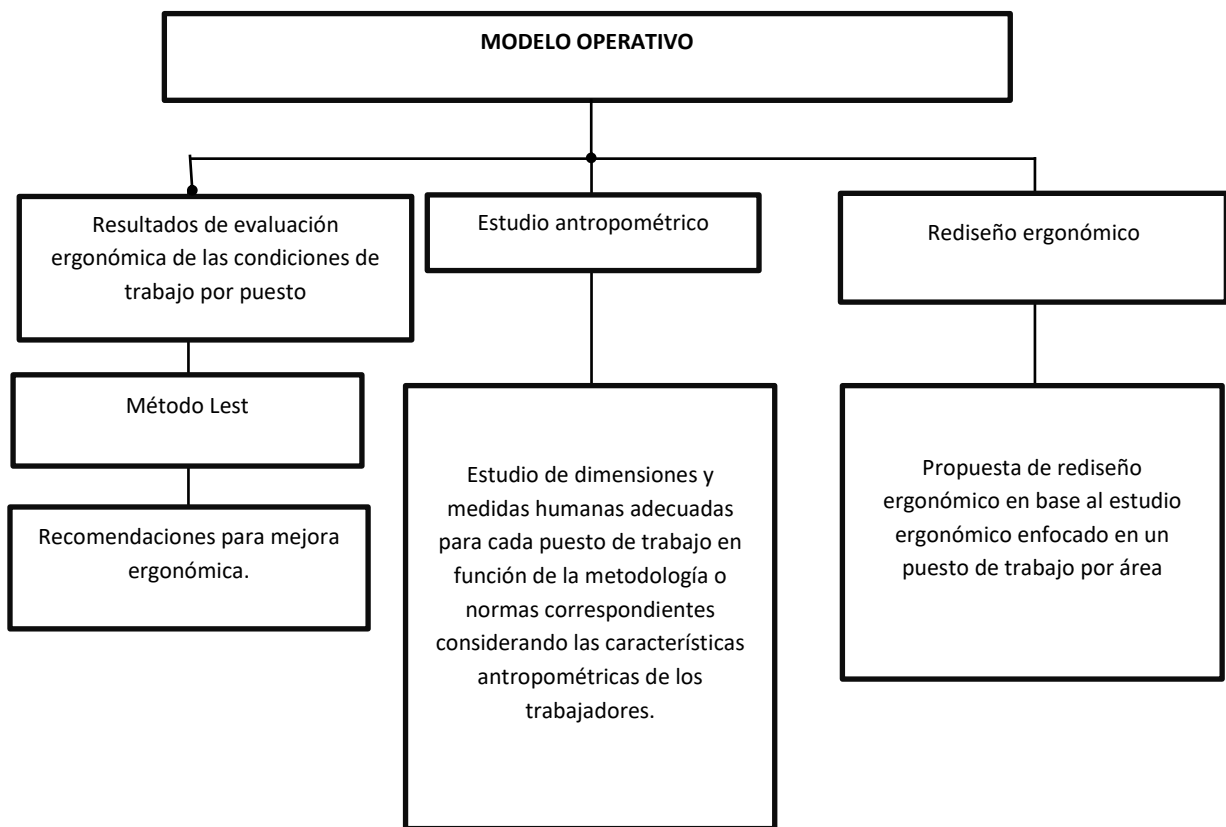 MODELO OPERATIVO
Resultados de evaluación
ergonómica de las condiciones de
trabajo por puesto
Método Lest
Recomendaciones para mejora
ergonómica.
Estudio antropométrico
Estudio de dimensiones y
medidas humanas adecuadas
para cada puesto de trabajo en
función de la metodología o
normas correspondientes
considerando las características
antropométricas de los
trabajadores.
Rediseño ergonómico
Propuesta de rediseño
ergonómico en base al estudio
ergonómico enfocado en un
puesto de trabajo por área